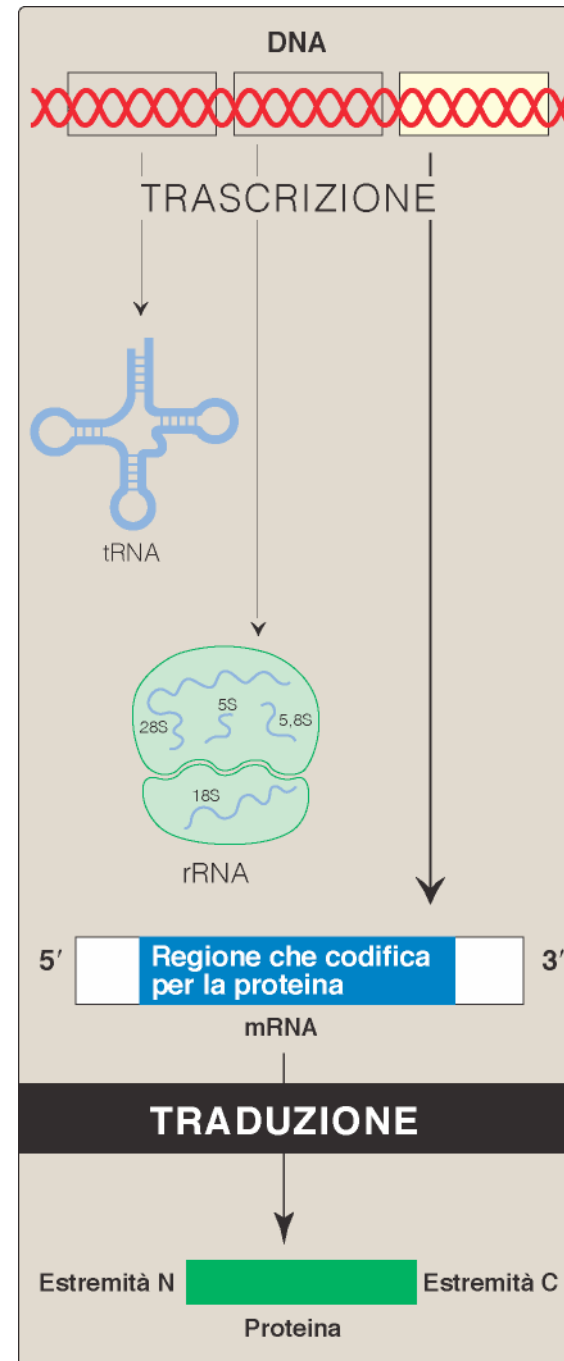 DNA
TRASCRIZIONE
tRNA
28S
5S
5,8S
18S
rRNA
5′
Regione che codifica
per la proteina
3′
mRNA
TRADUZIONE
Estremità N
Estremità C
Proteina